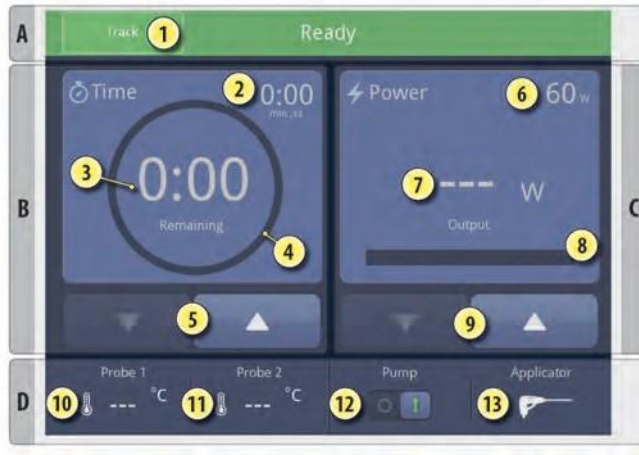 A
Track 1 Ready
B
C
Time 2 0:00
min:ss
3 0:00
Remaining
4
5
Power 6 60 W
7 --- W
Output
8
9
D
Probe 1
10 --- °C
Probe 2
11 --- °C
Pump
12
Applicator
13